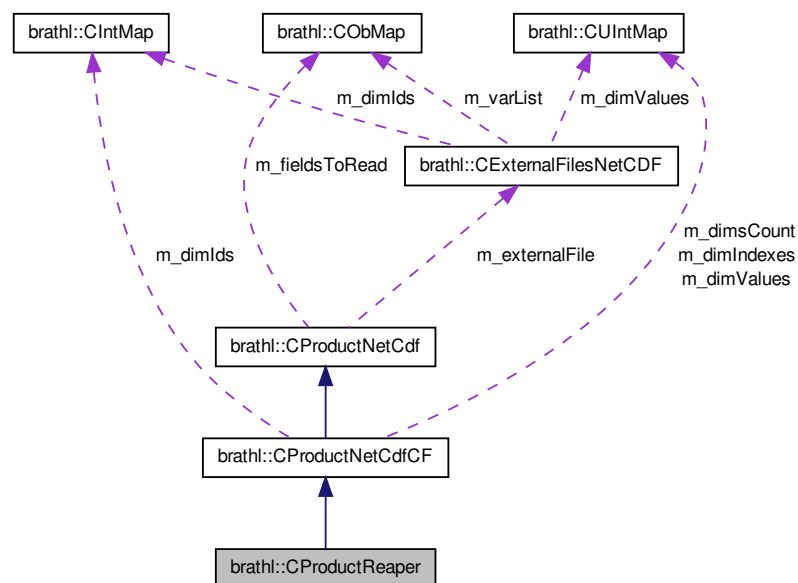 brathl::CIntMap
brathl::CObMap
brathl::CUIntMap
m_dimIds
m_varList
m_dimValues
m_fieldsToRead
brathl::CExternalFilesNetCDF
m_dimIds
m_externalFile
m_dimsCount
m_dimIndexes
m_dimValues
brathl::CProductNetCdf
brathl::CProductNetCdfCF
brathl::CProductReaper